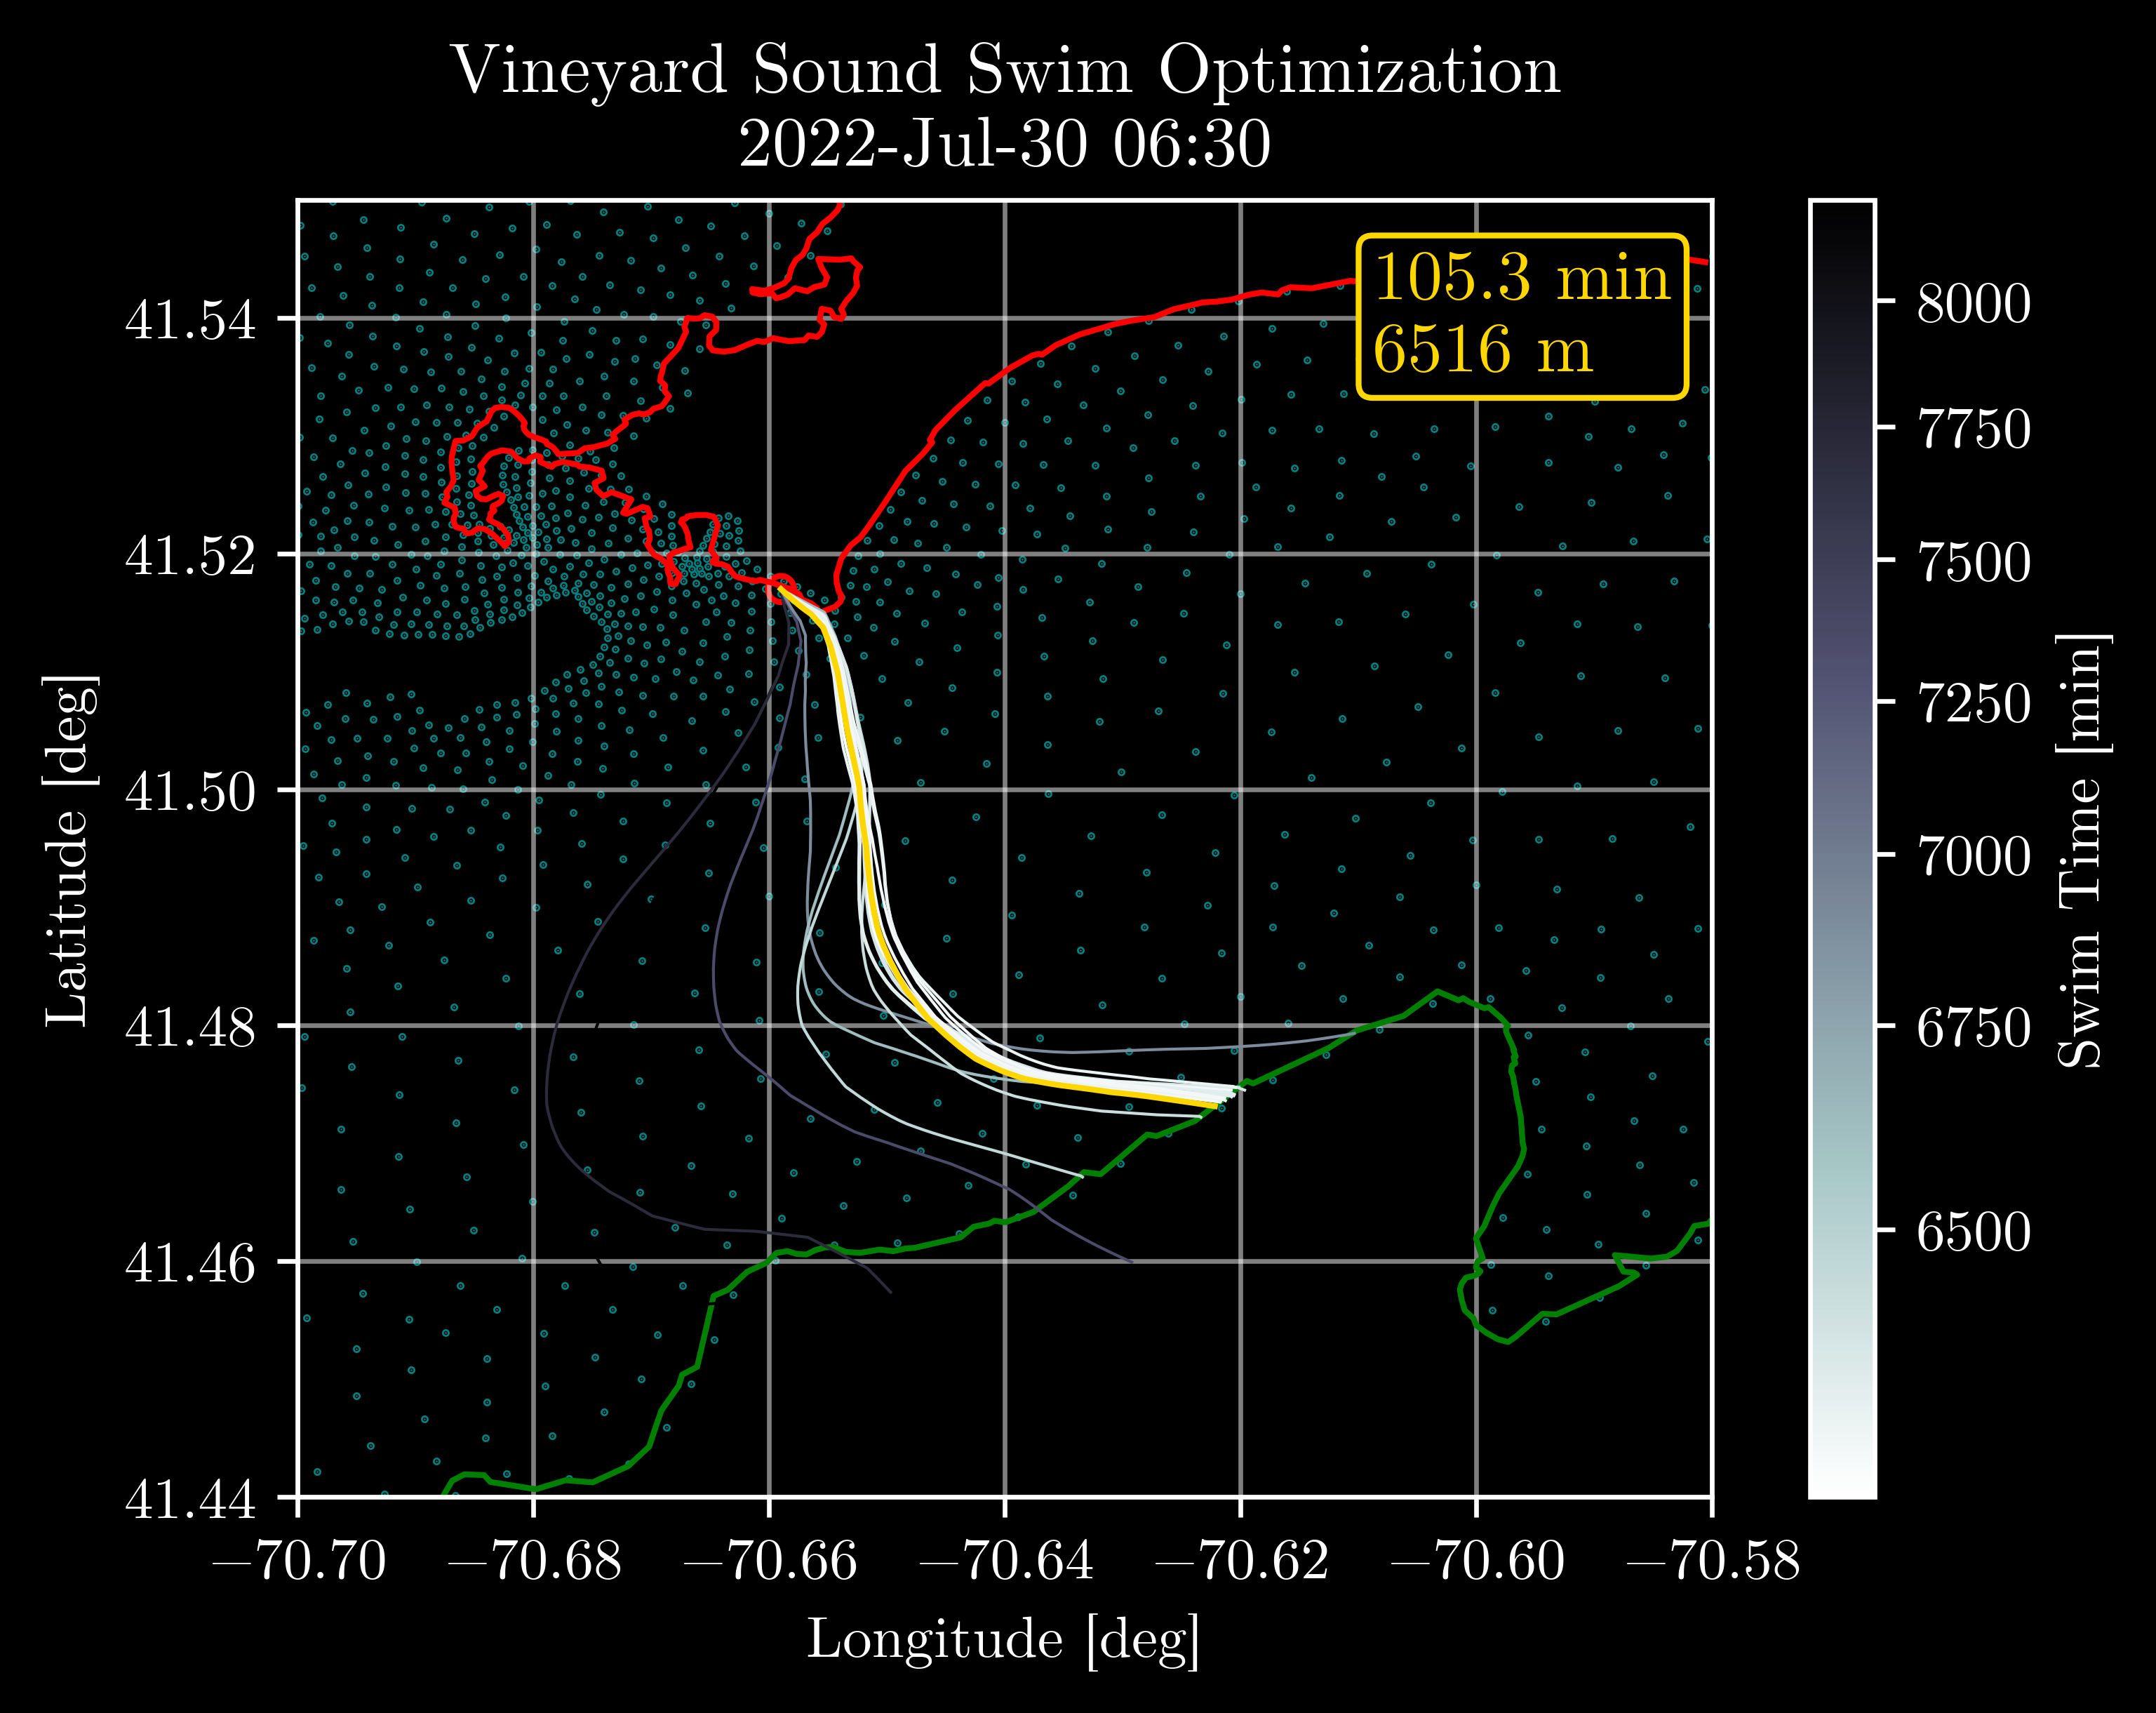 Vineyard Sound Swim Optimization
2022-Jul-30 06:30
105.3 min
6516 m
Latitude [deg]
41.54
41.52
41.50
41.48
41.46
41.44
−70.70
−70.68
−70.66
−70.64
−70.62
−70.60
−70.58
Longitude [deg]
8000
7750
7500
7250
7000
6750
6500
Swim Time [min]